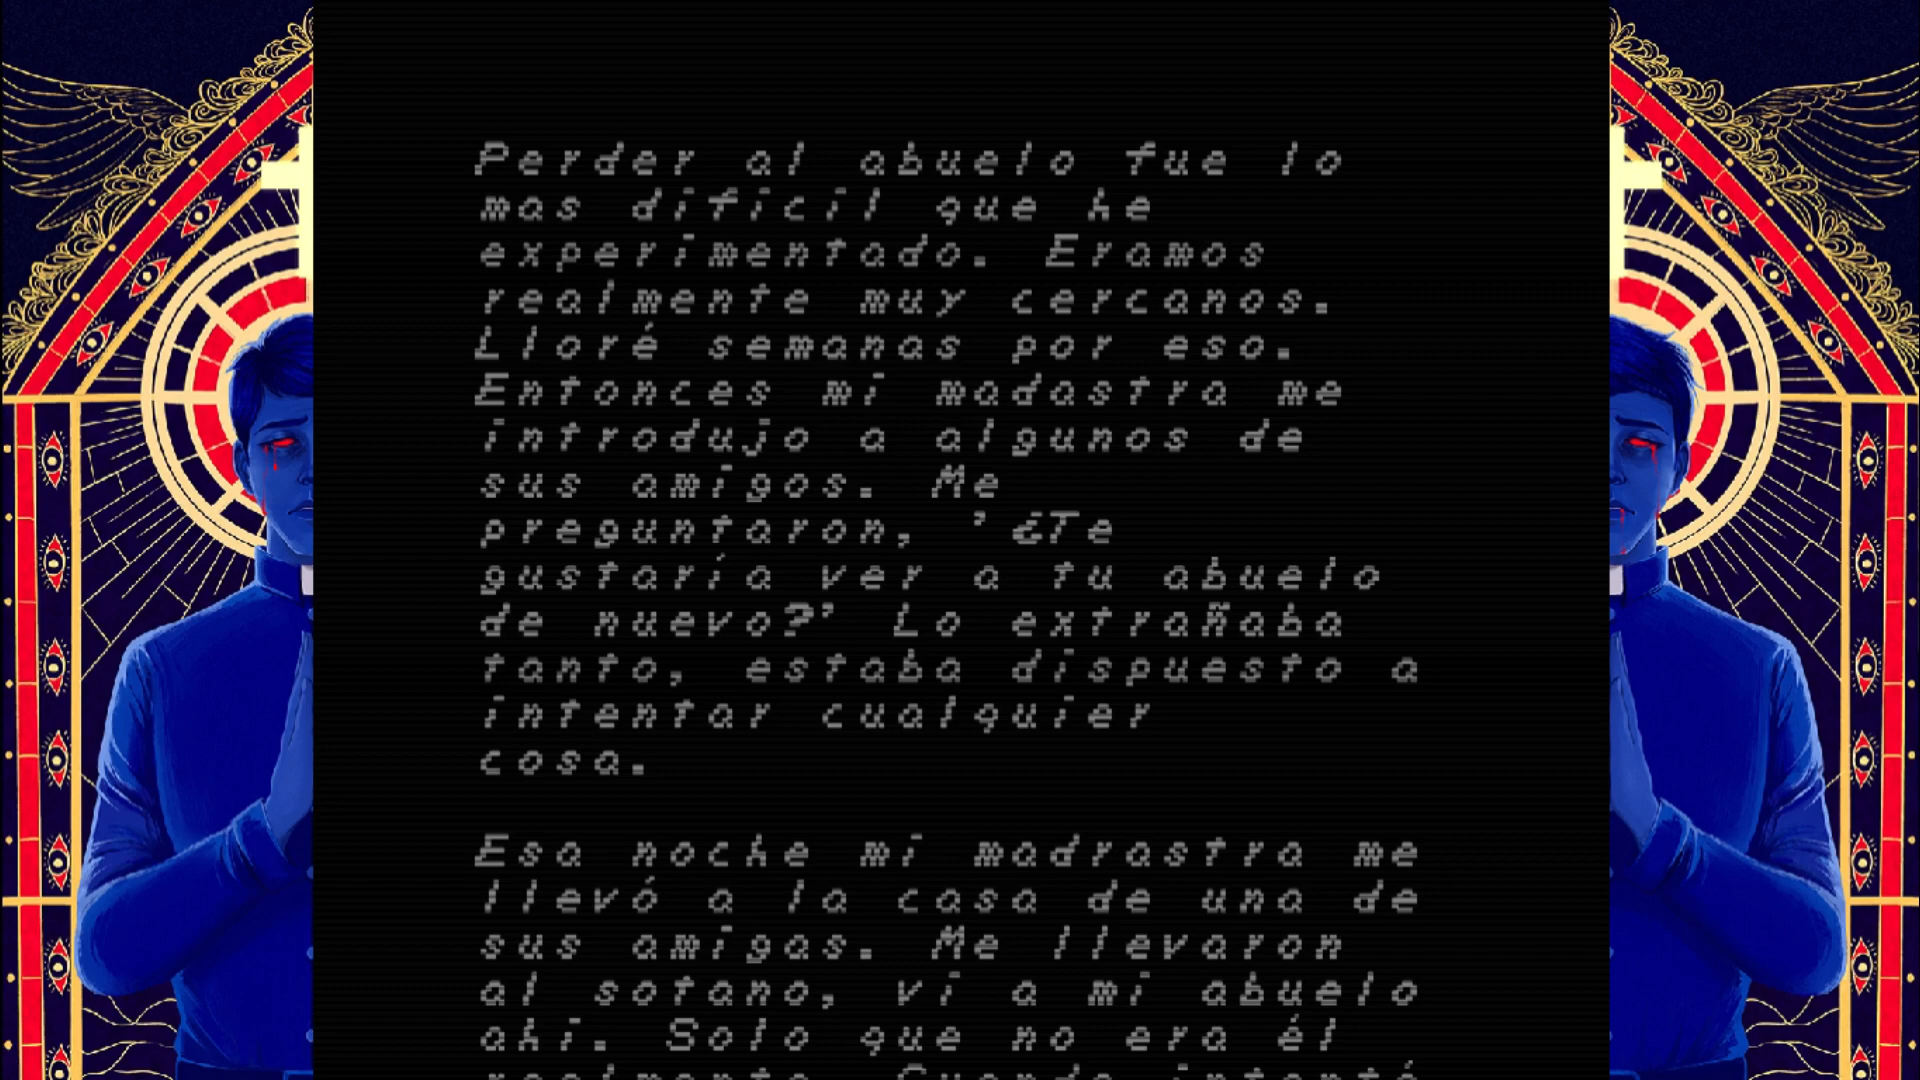 Perder al abuelo fue lo
mas dificil que he
experimentado. Eramos
realmente muy cercanos.
Lloré semanas por eso.
Entonces mi madastra me
introdujo a algunos de
sus amigos. Me
preguntaron, '¿Te
gustaría ver a tu abuelo
de nuevo?' Lo extrañaba
tanto, estaba dispuesto a
intentar cualquier
cosa.
Esa noche mi madrastra me
llevó a la casa de una de
sus amigas. Me llevaron
al sotano, vi a mi abuelo
ahi. Solo que no era él